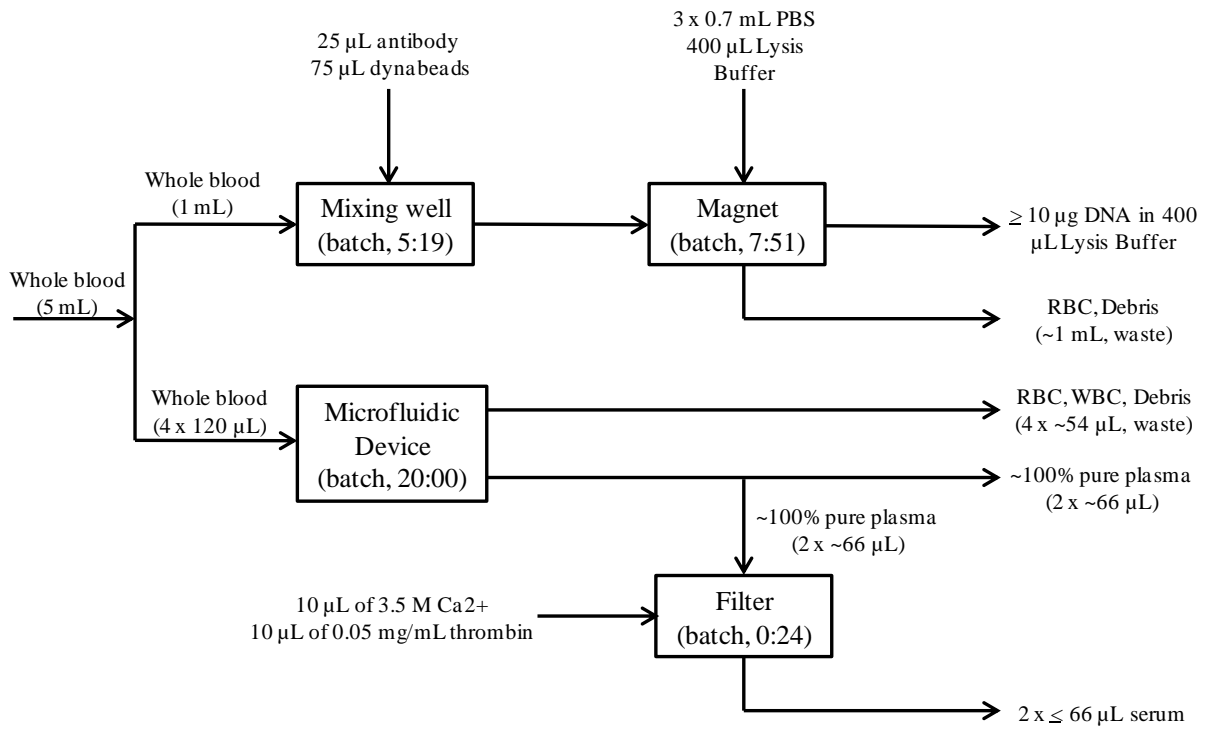 3 x 0.7 mL PBS
400 µL Lysis
Buffer
25 µL antibody
75 µL dynabeads
Whole blood
(1 mL)
Mixing well
(batch, 5:19)
Magnet
(batch, 7:51)
≥ 10 µg DNA in 400
µL Lysis Buffer
Whole blood
(5 mL)
RBC, Debris
(~1 mL, waste)
Whole blood
(4 x 120 µL)
Microfluidic
Device
(batch, 20:00)
RBC, WBC, Debris
(4 x ~54 µL, waste)
~100% pure plasma
(2 x ~66 µL)
~100% pure plasma
(2 x ~66 µL)
10 µL of 3.5 M Ca2+
10 µL of 0.05 mg/mL thrombin
Filter
(batch, 0:24)
2 x ≤ 66 µL serum